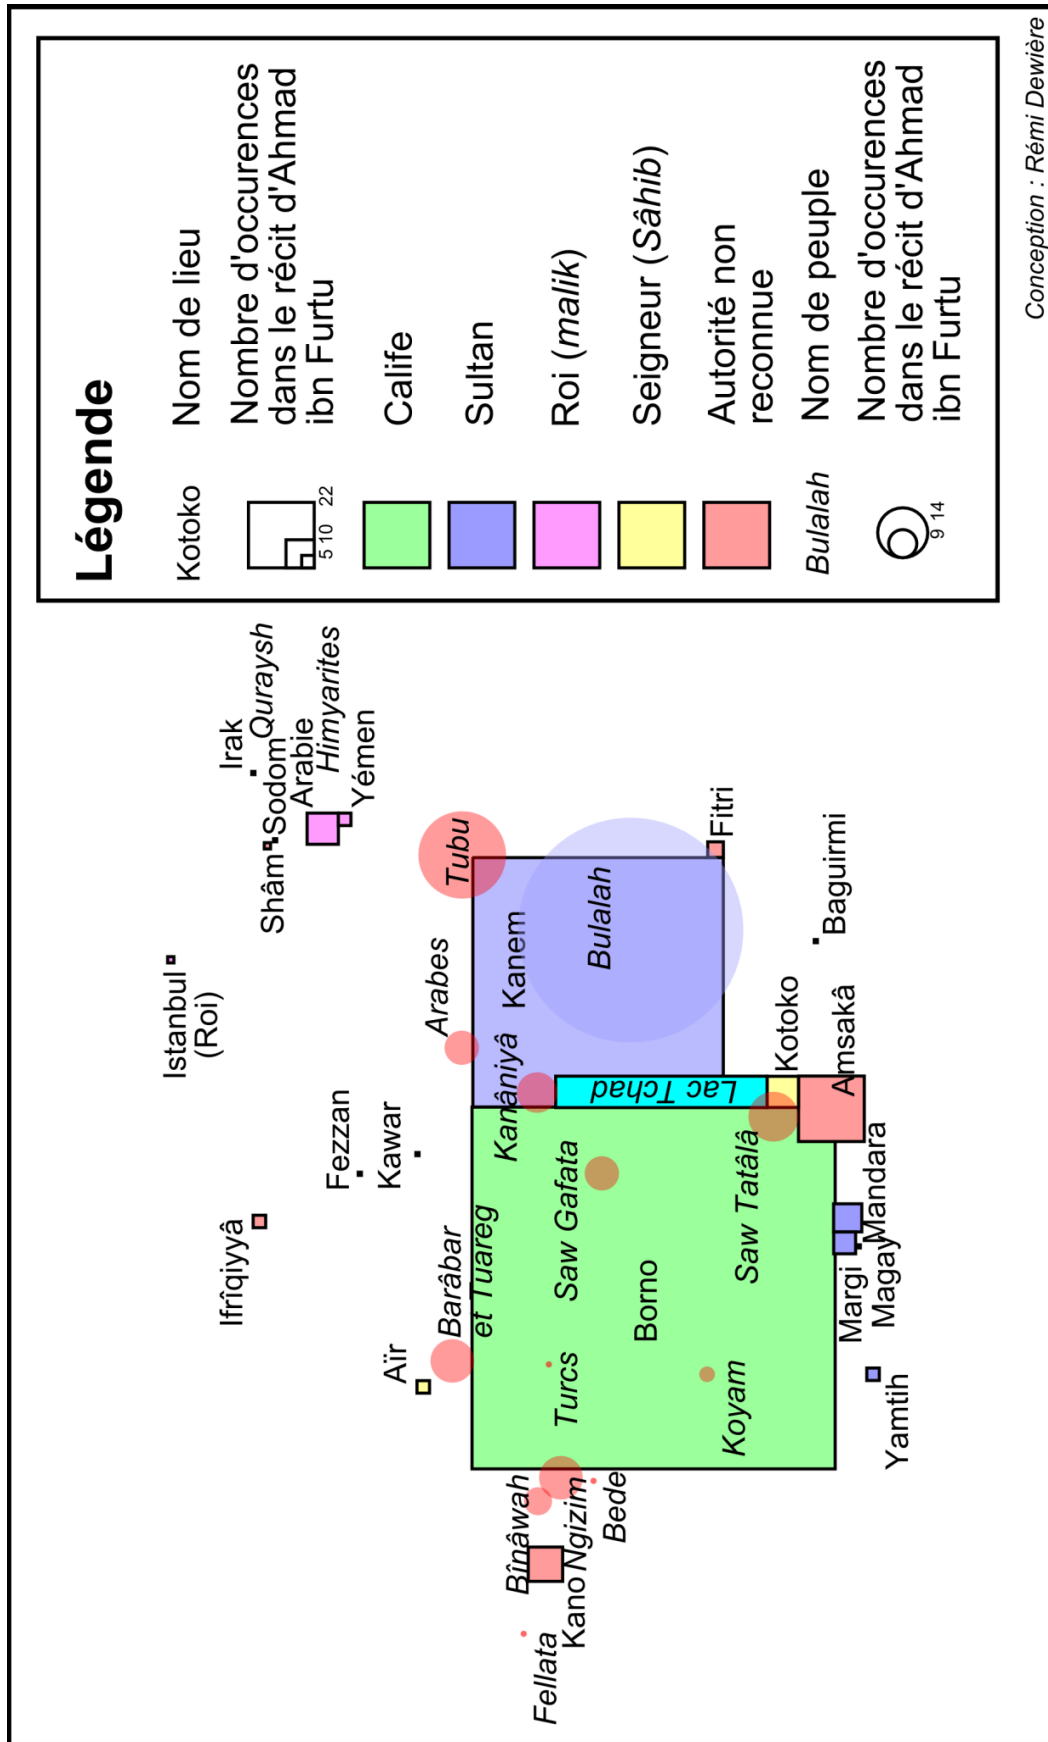 Istanbul
(Roi)
Irak
Quraysh
Shâm
Sodom
Arabie
Himyarites
Yémen
Ifrîqiyyâ
Fezzan
Kawar
Aïr
Barâbar
et Tuareg
Arabes
Tubu
Kanâniyâ
Kanem
Bulalah
Lac Tchad
Fitri
Fellata
Bînâwah
Kano
Ngizim
Bede
Turcs
Saw Gafata
Borno
Koyam
Saw Tatâlâ
Kotoko
Amsakâ
Baguirmi
Yamtih
Margi
Magay
Mandara
Légende
Kotoko Nom de lieu
5 10 22
Nombre d'occurences
dans le récit d'Ahmad
ibn Furtu
Calife
Sultan
Roi (malik)
Seigneur (Sâhib)
Autorité non
reconnue
Bulalah Nom de peuple
9 14
Nombre d'occurences
dans le récit d'Ahmad
ibn Furtu
Conception : Rémi Dewière